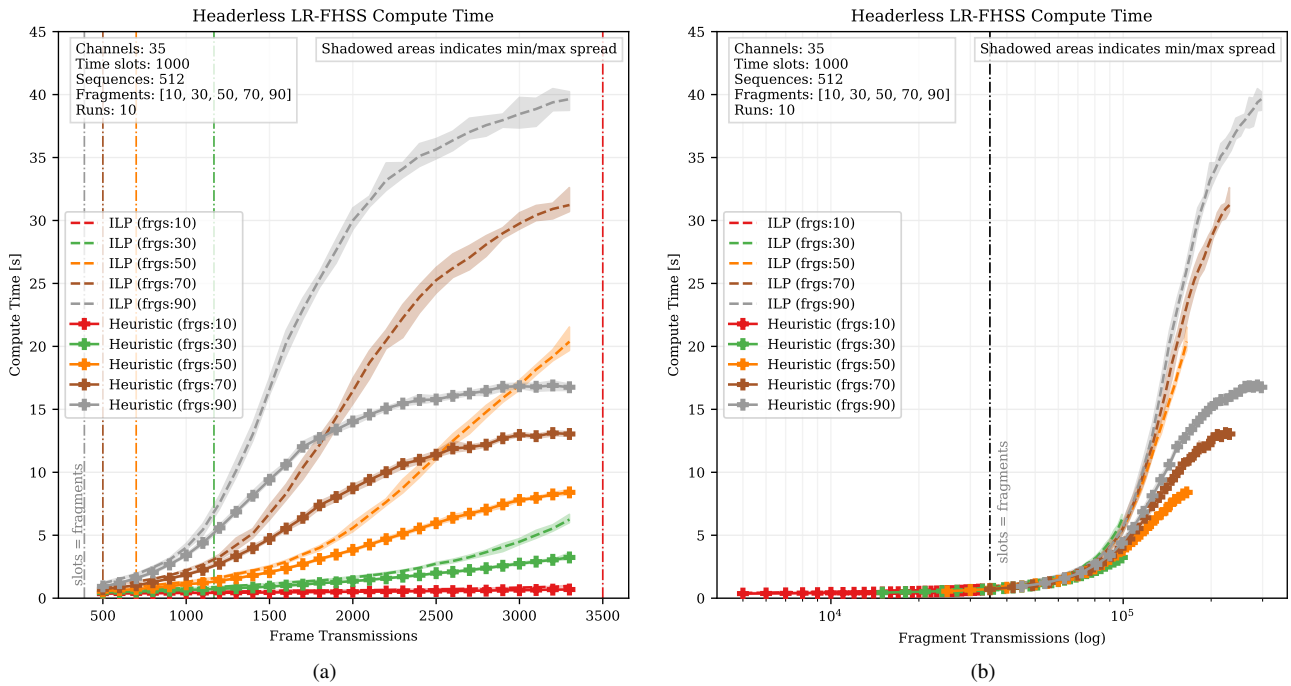 Headerless LR-FHSS Compute Time
Channels: 35
Time slots: 1000
Sequences: 512
Fragments: [10, 30, 50, 70, 90]
Runs: 10
Shadowed areas indicates min/max spread
ILP (frgs:10)
ILP (frgs:30)
ILP (frgs:50)
ILP (frgs:70)
ILP (frgs:90)
Heuristic (frgs:10)
Heuristic (frgs:30)
Heuristic (frgs:50)
Heuristic (frgs:70)
Heuristic (frgs:90)
slots = fragments
Compute Time [s]
45
40
35
30
25
20
15
10
5
0
500 1000 1500 2000 2500 3000 3500
Frame Transmissions
(a)
Headerless LR-FHSS Compute Time
Channels: 35
Time slots: 1000
Sequences: 512
Fragments: [10, 30, 50, 70, 90]
Runs: 10
Shadowed areas indicates min/max spread
ILP (frgs:10)
ILP (frgs:30)
ILP (frgs:50)
ILP (frgs:70)
ILP (frgs:90)
Heuristic (frgs:10)
Heuristic (frgs:30)
Heuristic (frgs:50)
Heuristic (frgs:70)
Heuristic (frgs:90)
slots = fragments
Compute Time [s]
45
40
35
30
25
20
15
10
5
0
10⁴ 10⁵
Fragment Transmissions (log)
(b)